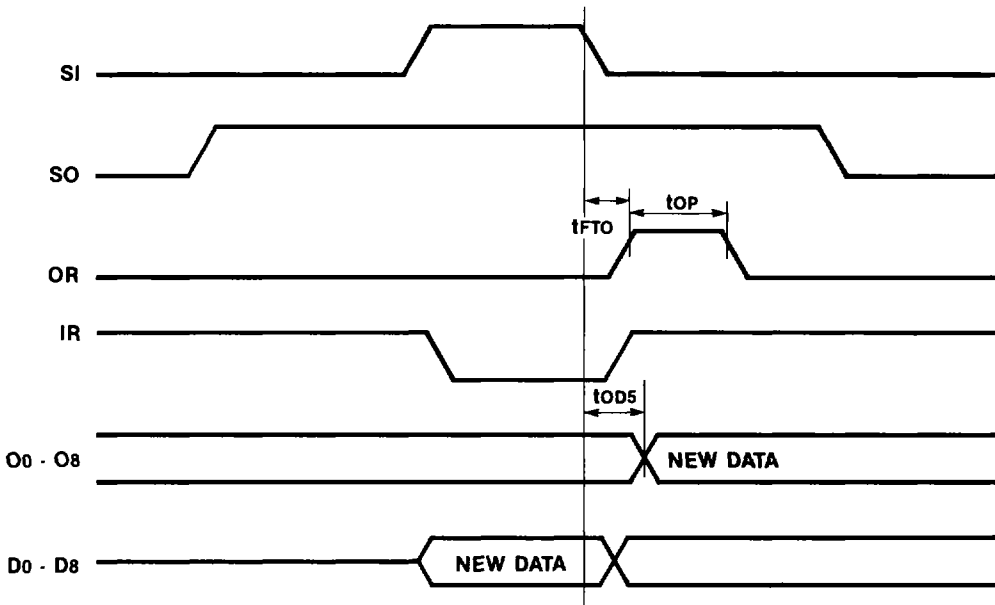 SI
SO
tOP
tFTO
OR
IR
tOD5
O0 - O8
NEW DATA
D0 - D8
NEW DATA